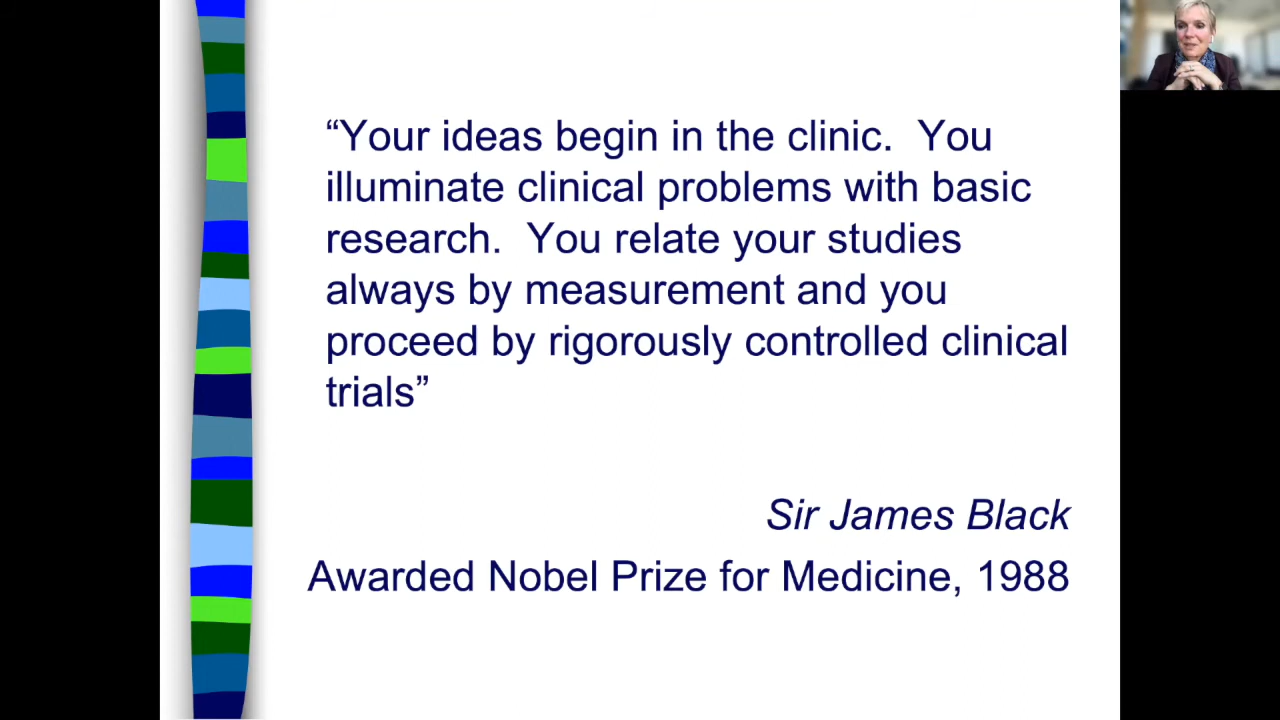 “Your ideas begin in the clinic.  You
illuminate clinical problems with basic
research.  You relate your studies
always by measurement and you
proceed by rigorously controlled clinical
trials”
Sir James Black
Awarded Nobel Prize for Medicine, 1988